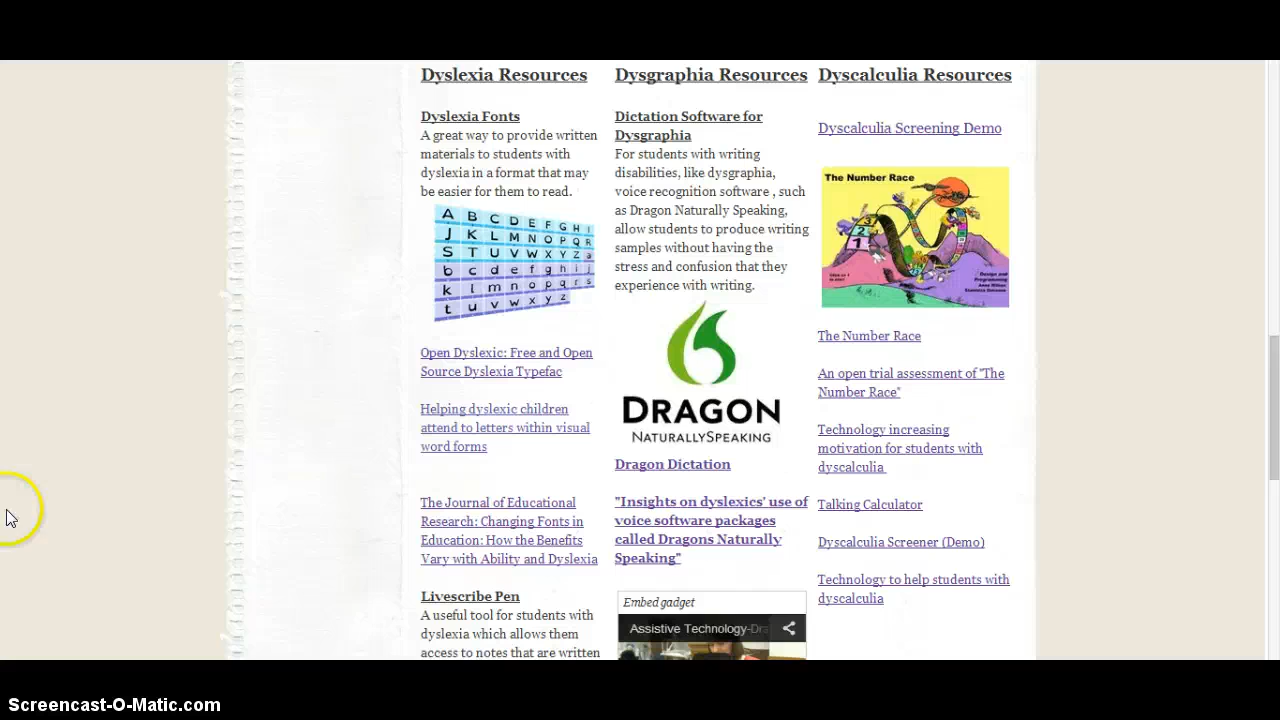 Dyslexia Resources
Dyslexia Fonts
A great way to provide written
materials to students with
dyslexia in a format that may
be easier for them to read.
A B C D E F G H I
J K L M N O P Q R
S T U V W X Y Z a
b c d e f g h i j
k l m n o p q r s
t u v w x y z
Open Dyslexic: Free and Open
Source Dyslexia Typefac
Helping dyslexic children
attend to letters within visual
word forms
The Journal of Educational
Research: Changing Fonts in
Education: How the Benefits
Vary with Ability and Dyslexia
Livescribe Pen
A useful tool for students with
dyslexia which allows them
access to notes that are written
Dysgraphia Resources
Dictation Software for
Dysgraphia
For students with writing
disabilities like dysgraphia,
voice recognition software , such
as Dragon Naturally Speaking,
allow students to produce writing
samples without having the
stress and confusion that they
experience with writing.
DRAGON
NATURALLYSPEAKING
Dragon Dictation
"Insight on dyslexics' use of
voice software packages
called Dragons Naturally
Speaking"
Embed gadget
Assistive Technology-Dra
Dyscalculia Resources
Dyscalculia Screening Demo
The Number Race
Design and
Programming
The Number Race
An open trial assessment of "The
Number Race"
Technology increasing
motivation for students with
dyscalculia
Talking Calculator
Dyscalculia Screener (Demo)
Technology to help students with
dyscalculia
Screencast-O-Matic.com